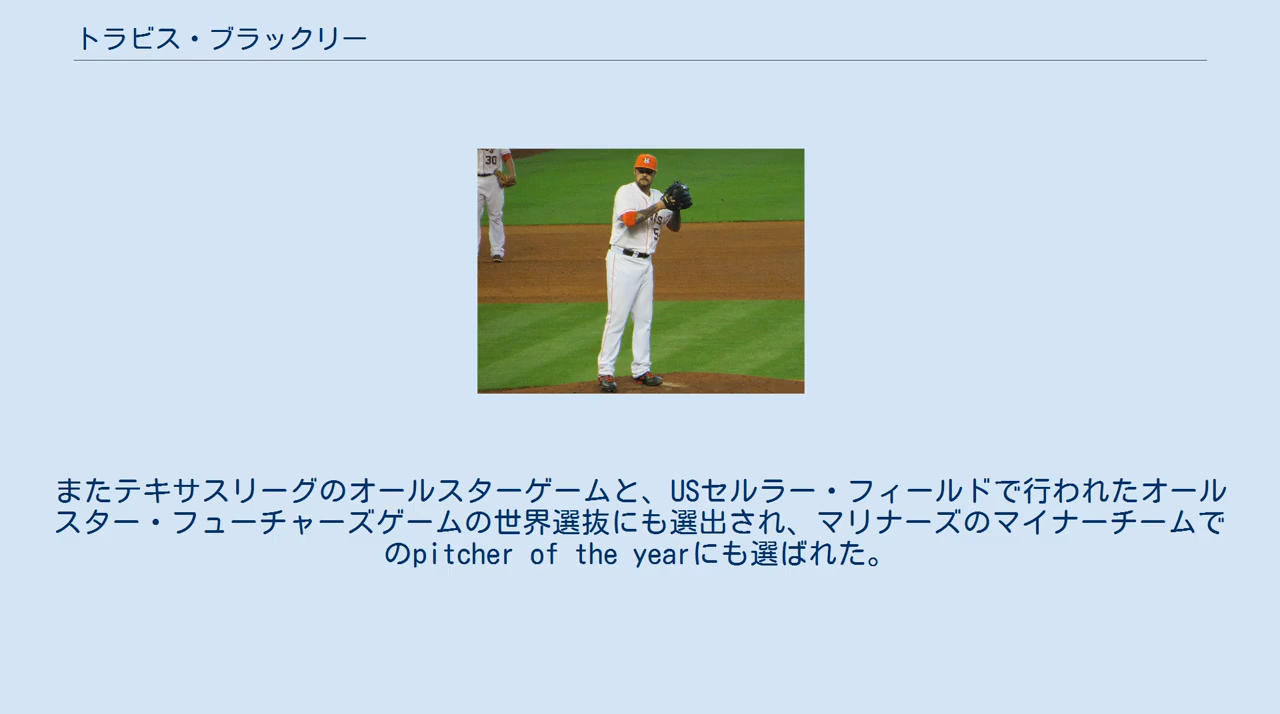 トラビス・ブラックリー
30
H
5
またテキサスリーグのオールスターゲームと、USセルラー・フィールドで行われたオール
スター・フューチャーズゲームの世界選抜にも選出され、マリナーズのマイナーチームで
のpitcher of the yearにも選ばれた。